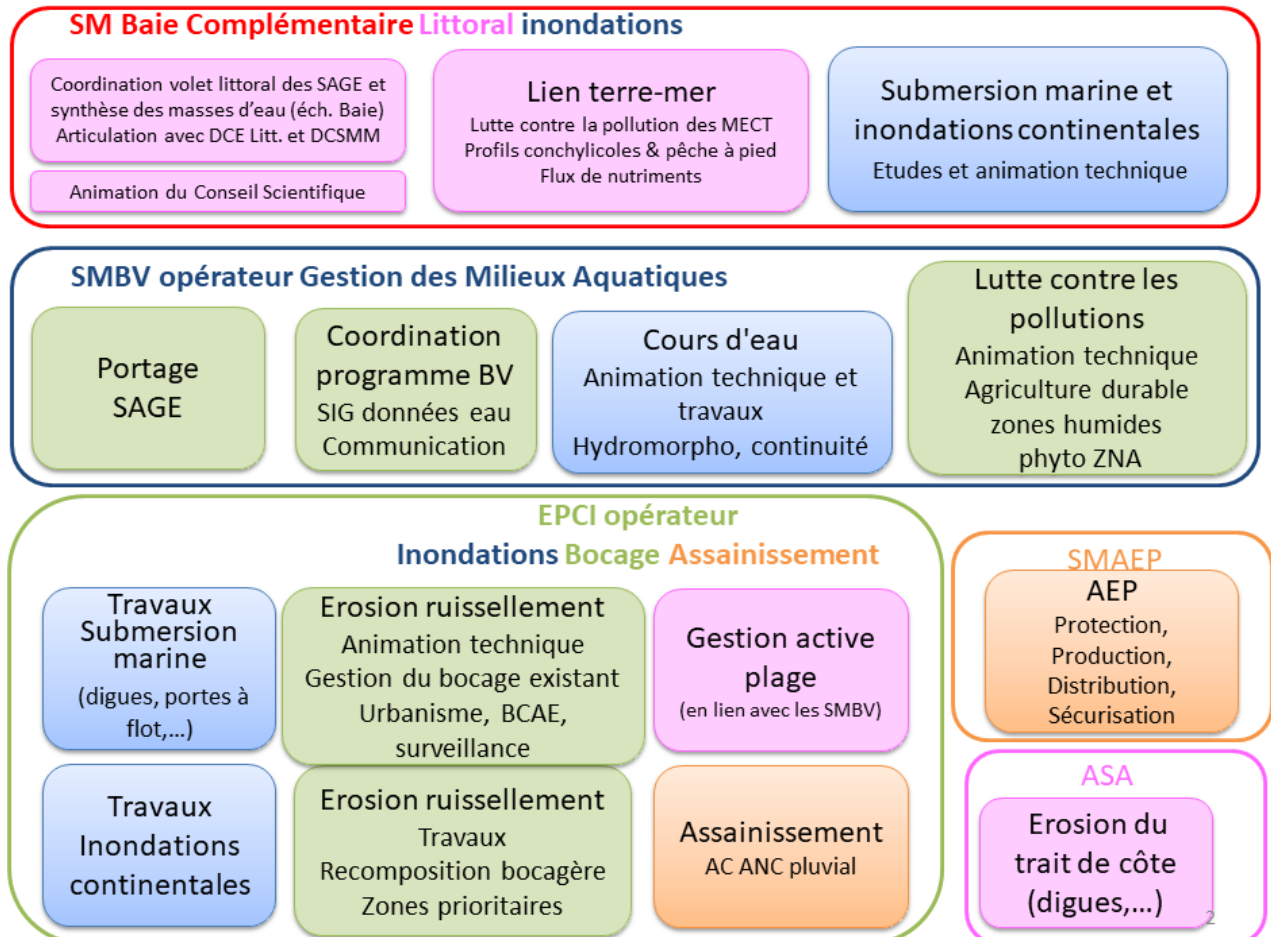 SM Baie Complémentaire Littoral inondations
Coordination volet littoral des SAGE et
synthèse des masses d'eau (éch. Baie)
Articulation avec DCE Litt. et DCSMM
Animation du Conseil Scientifique
Lien terre-mer
Lutte contre la pollution des MECT
Profils conchylicoles & pêche à pied
Flux de nutriments
Submersion marine et
inondations continentales
Etudes et animation technique
SMBV opérateur Gestion des Milieux Aquatiques
Portage
SAGE
Coordination
programme BV
SIG données eau
Communication
Cours d'eau
Animation technique et
travaux
Hydromorpho, continuité
Lutte contre les
pollutions
Animation technique
Agriculture durable
zones humides
phyto ZNA
EPCI opérateur
Inondations Bocage Assainissement
Travaux
Submersion
marine
(digues, portes à
flot,...)
Erosion ruissellement
Animation technique
Gestion du bocage existant
Urbanisme, BCAE,
surveillance
Gestion active
plage
(en lien avec les SMBV)
Travaux
Inondations
continentales
Erosion ruissellement
Travaux
Recomposition bocagère
Zones prioritaires
Assainissement
AC ANC pluvial
SMAEP
AEP
Protection,
Production,
Distribution,
Sécurisation
ASA
Erosion du
trait de côte
(digues,...)
2